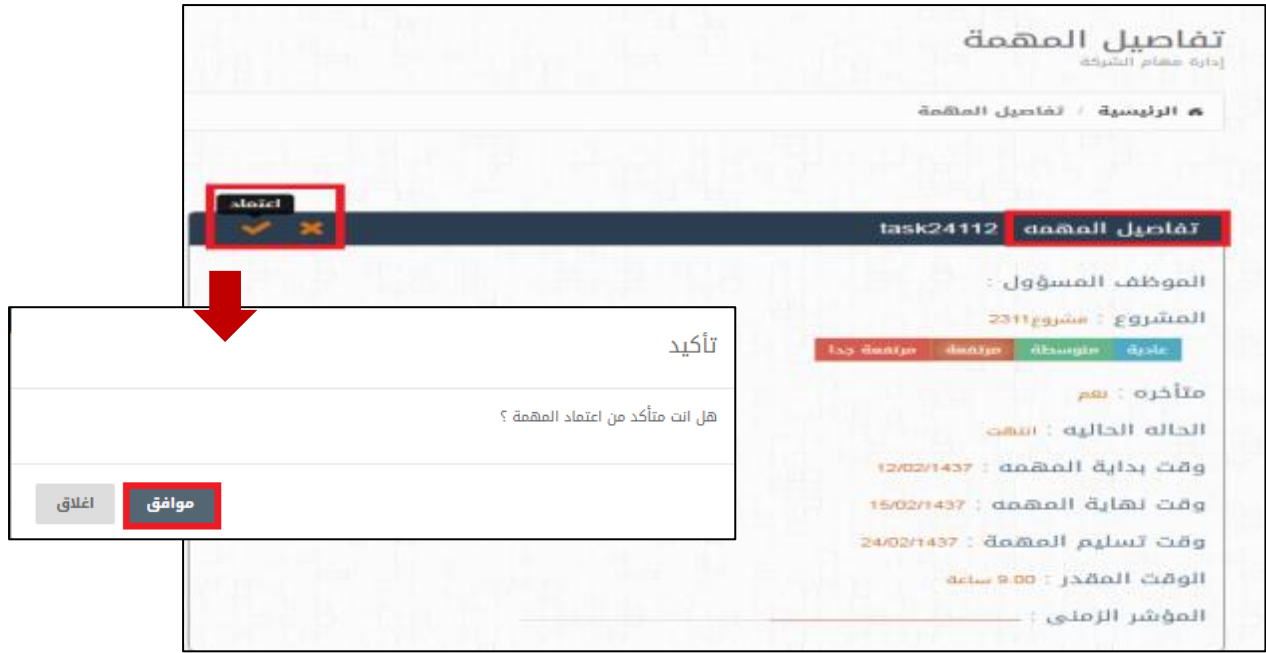 تفاصيل المهمة
إدارة مهام الشركة
الرئيسية / تفاصيل المهمة
اعتماد
تفاصيل المهمه task24112
الموظف المسؤول :
المشروع : مشروع2311
عادية متوسطة مرتفعة مرتفعة جدا
متأخره : نعم
الحاله الحاليه : انتهت
وقت بداية المهمه : 12/02/1437
وقت نهاية المهمه : 15/02/1437
وقت تسليم المهمة : 24/02/1437
الوقت المقدر : 9.00 ساعة
المؤشر الزمنى :
تأكيد
هل انت متأكد من اعتماد المهمة ؟
موافق اغلاق